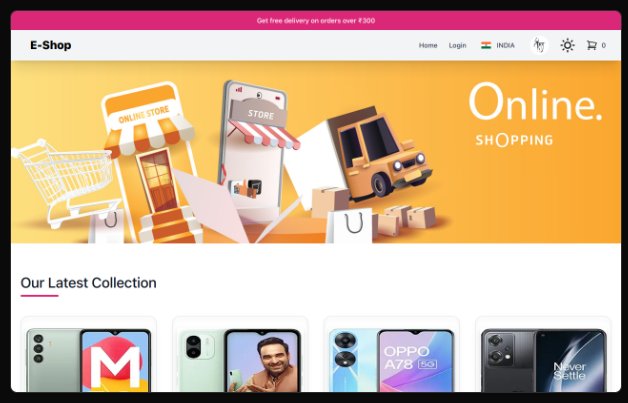 Get free delivery on orders over ₹300
E-Shop
Home
Login
INDIA
0
ONLINE STORE
STORE
Online.
SHOPPING
Our Latest Collection
M
OPPO
A78 5G
Never
Settle